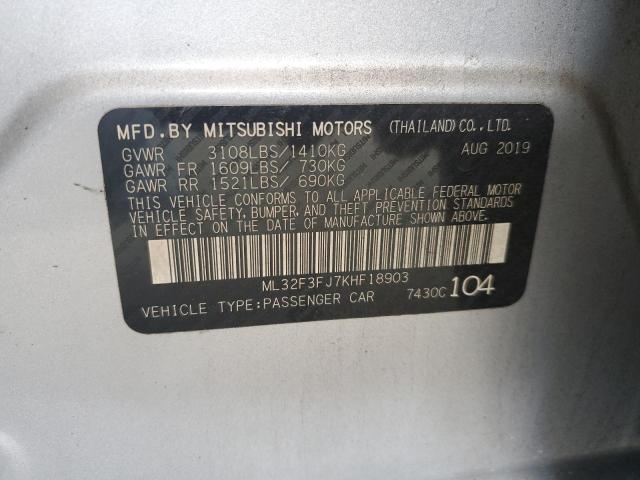 MFD.BY MITSUBISHI MOTORS (THAILAND)CO.,LTD.
GVWR 3108LBS/1410KG AUG 2019
GAWR FR 1609LBS/ 730KG
GAWR RR 1521LBS/ 690KG
THIS VEHICLE CONFORMS TO ALL APPLICABLE FEDERAL MOTOR
VEHICLE SAFETY, BUMPER, AND THEFT PREVENTION STANDARDS
IN EFFECT ON THE DATE OF MANUFACTURE SHOWN ABOVE.
ML32F3FJ7KHF18903
VEHICLE TYPE:PASSENGER CAR 7430C 104